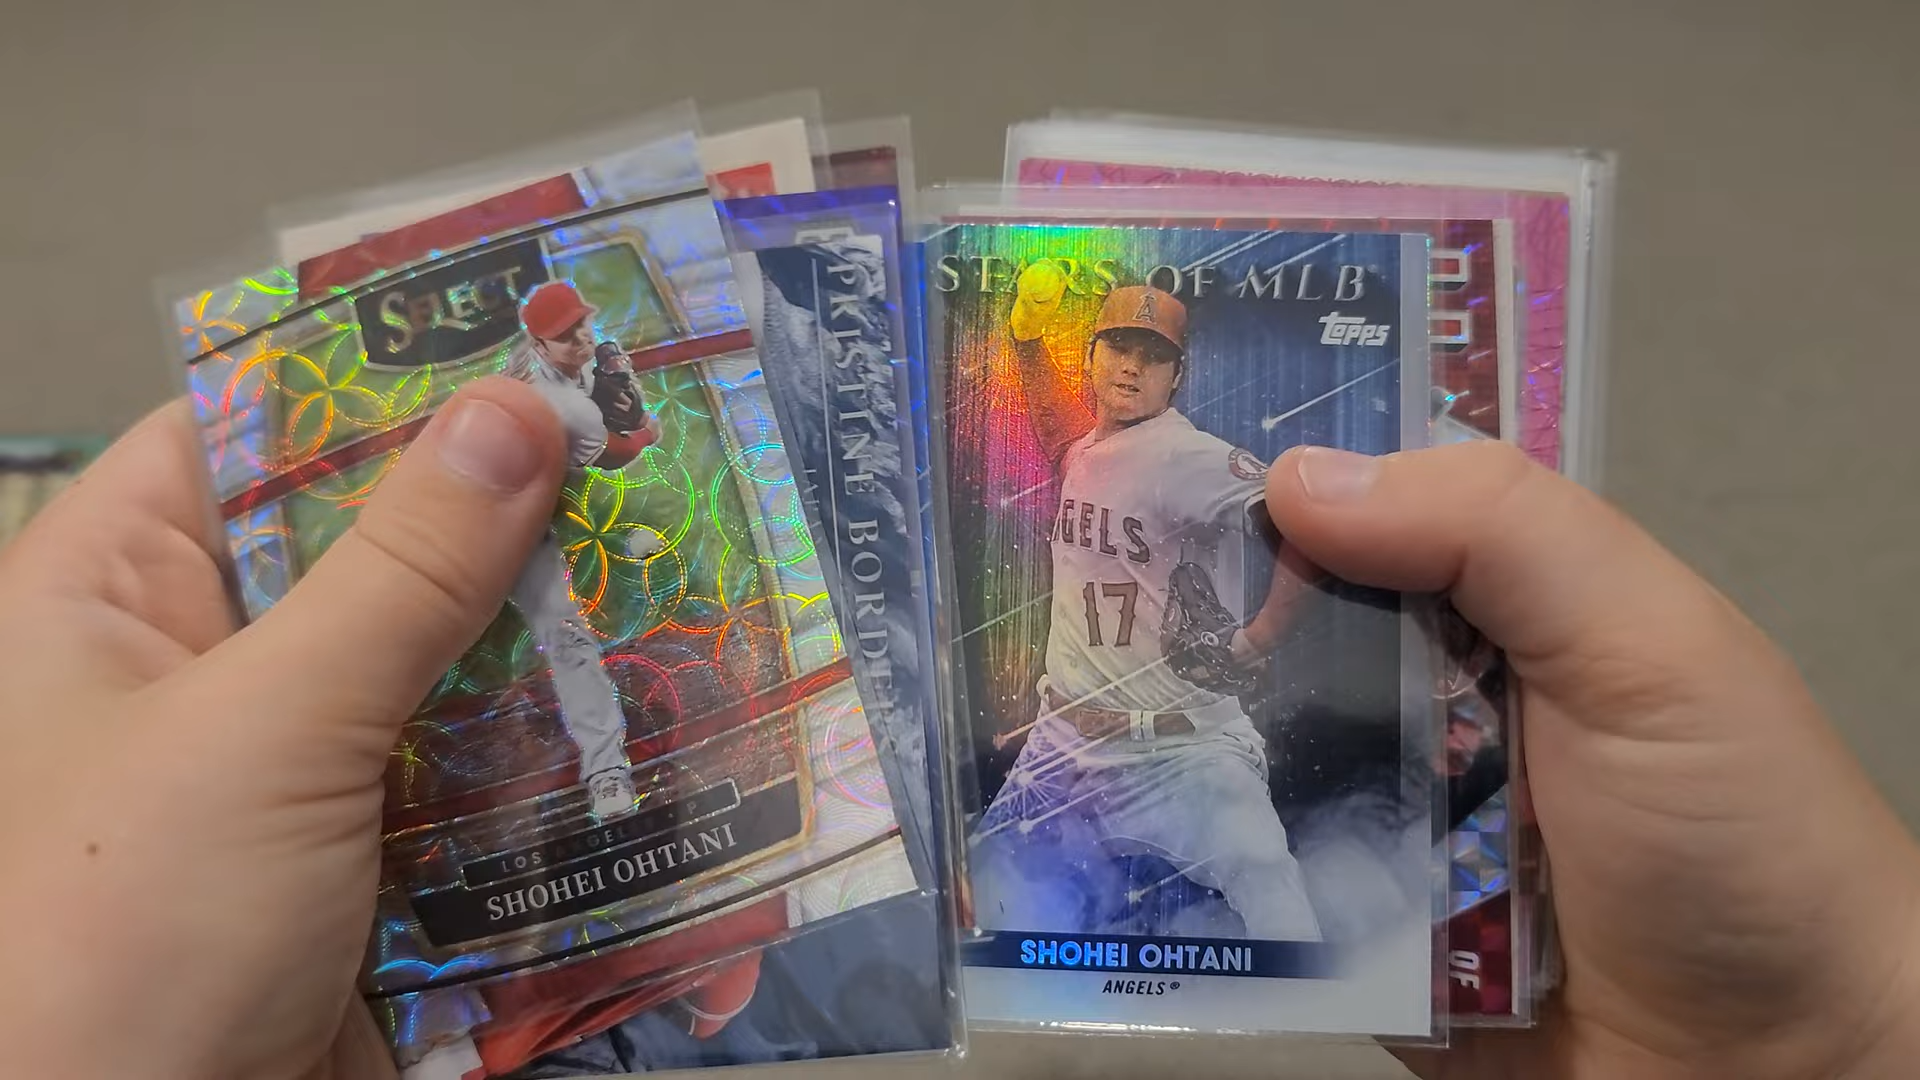 SELECT
LOS ANGELES • P
SHOHEI OHTANI
PRISTINE BORDE
STARS OF MLB
topps
A
ANGELS
17
SHOHEI OHTANI
ANGELS®
OF